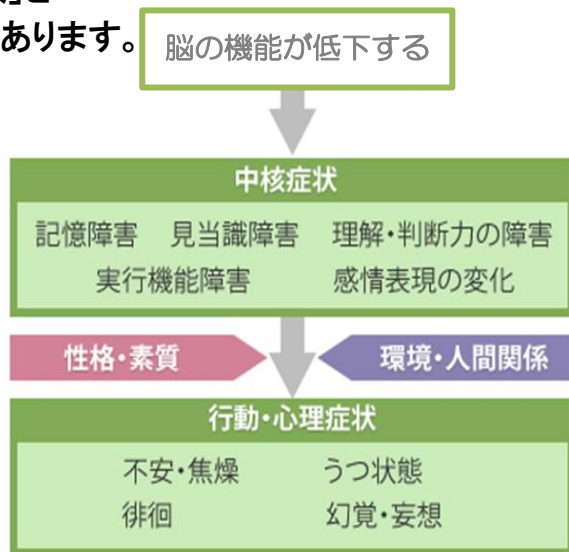 あります。
脳の機能が低下する
中核症状
記憶障害 見当識障害 理解・判断力の障害
実行機能障害 感情表現の変化
性格・素質 環境・人間関係
行動・心理症状
不安・焦燥 うつ状態
徘徊 幻覚・妄想